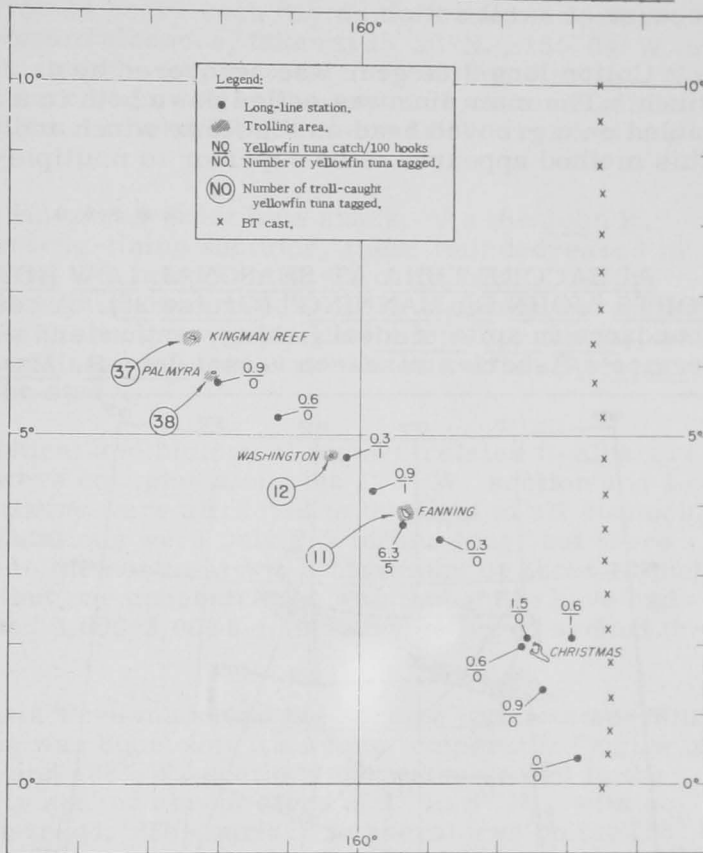 160°
10°
10°
Legend:
Long-line station.
Trolling area.
NO Yellowfin tuna catch/100 hooks
NO Number of yellowfin tuna tagged.
NO Number of troll-caught
yellowfin tuna tagged.
x BT cast.
KINGMAN REEF
37 PALMYRA
0.9
0
38
0.6
0
5°
5°
WASHINGTON
0.3
1
12
0.9
1
FANNING
11
6.3
5
0.3
0
1.5
0
0.6
1
CHRISTMAS
0.6
0
0.9
0
0
0
0°
0°
160°